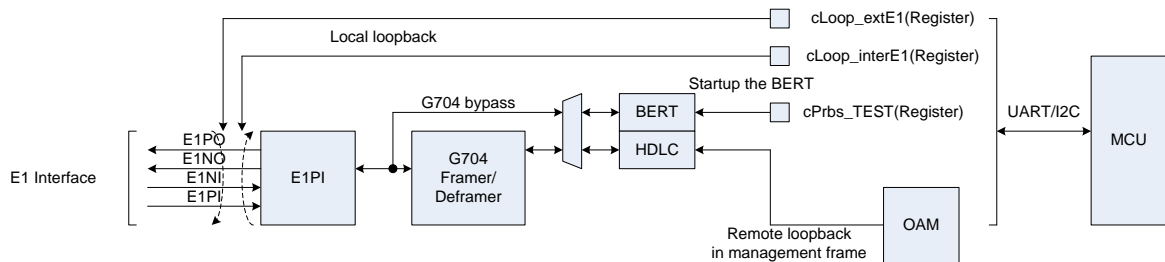 cLoop_extE1(Register)
Local loopback
cLoop_interE1(Register)
Startup the BERT
G704 bypass
BERT
cPrbs_TEST(Register)
UART/I2C
MCU
E1PO
E1NO
E1NI
E1PI
E1 Interface
E1PI
G704
Framer/
Deframer
HDLC
OAM
Remote loopback
in management frame